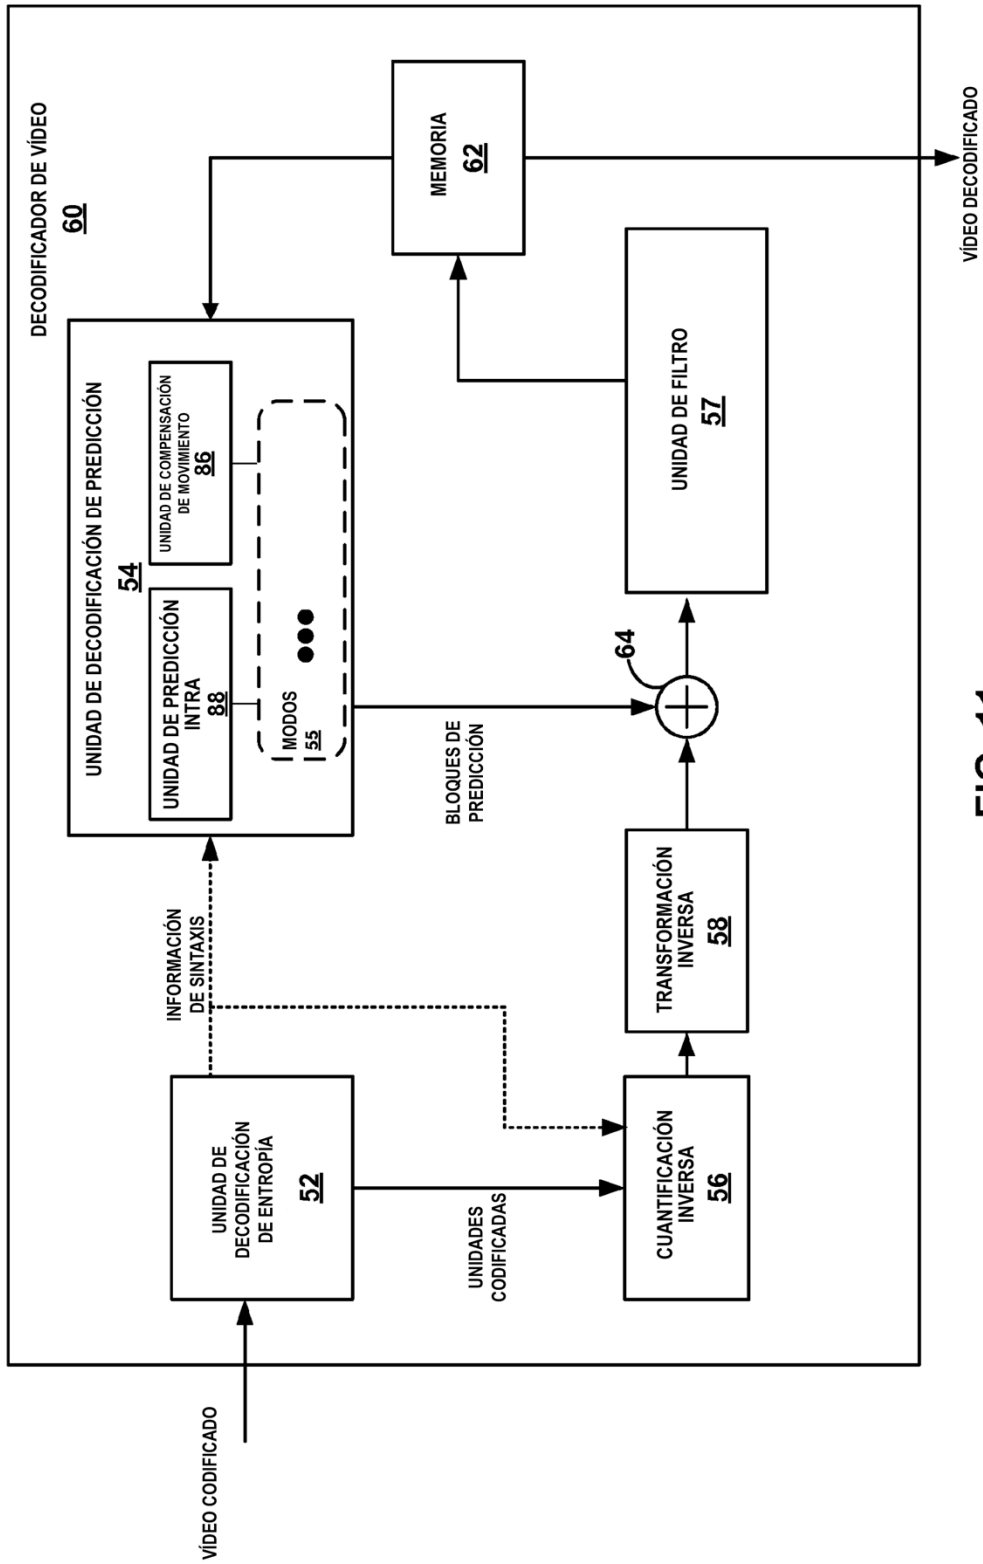 DECODIFICADOR DE VÍDEO
60
UNIDAD DE DECODIFICACIÓN DE PREDICCIÓN
54
UNIDAD DE PREDICCIÓN
INTRA
88
UNIDAD DE COMPENSACIÓN
DE MOVIMIENTO
86
MODOS
55
MEMORIA
62
INFORMACIÓN
DE SINTAXIS
VÍDEO CODIFICADO
UNIDAD DE
DECODIFICACIÓN
DE ENTROPÍA
52
BLOQUES DE
PREDICCIÓN
UNIDADES
CODIFICADAS
CUANTIFICACIÓN
INVERSA
56
TRANSFORMACIÓN
INVERSA
58
64
UNIDAD DE FILTRO
57
VÍDEO DECODIFICADO